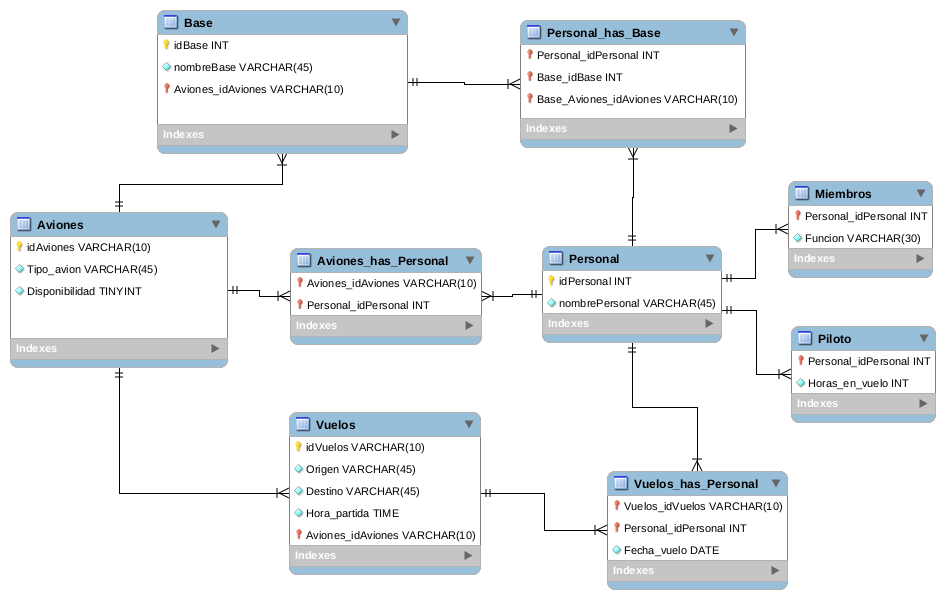 Base
idBase INT
nombreBase VARCHAR(45)
Aviones_idAviones VARCHAR(10)
Indexes
Personal_has_Base
Personal_idPersonal INT
Base_idBase INT
Base_Aviones_idAviones VARCHAR(10)
Indexes
Miembros
Personal_idPersonal INT
Funcion VARCHAR(30)
Indexes
Aviones
idAviones VARCHAR(10)
Tipo_avion VARCHAR(45)
Disponibilidad TINYINT
Indexes
Aviones_has_Personal
Aviones_idAviones VARCHAR(10)
Personal_idPersonal INT
Indexes
Personal
idPersonal INT
nombrePersonal VARCHAR(45)
Indexes
Piloto
Personal_idPersonal INT
Horas_en_vuelo INT
Indexes
Vuelos
idVuelos VARCHAR(10)
Origen VARCHAR(45)
Destino VARCHAR(45)
Hora_partida TIME
Aviones_idAviones VARCHAR(10)
Indexes
Vuelos_has_Personal
Vuelos_idVuelos VARCHAR(10)
Personal_idPersonal INT
Fecha_vuelo DATE
Indexes